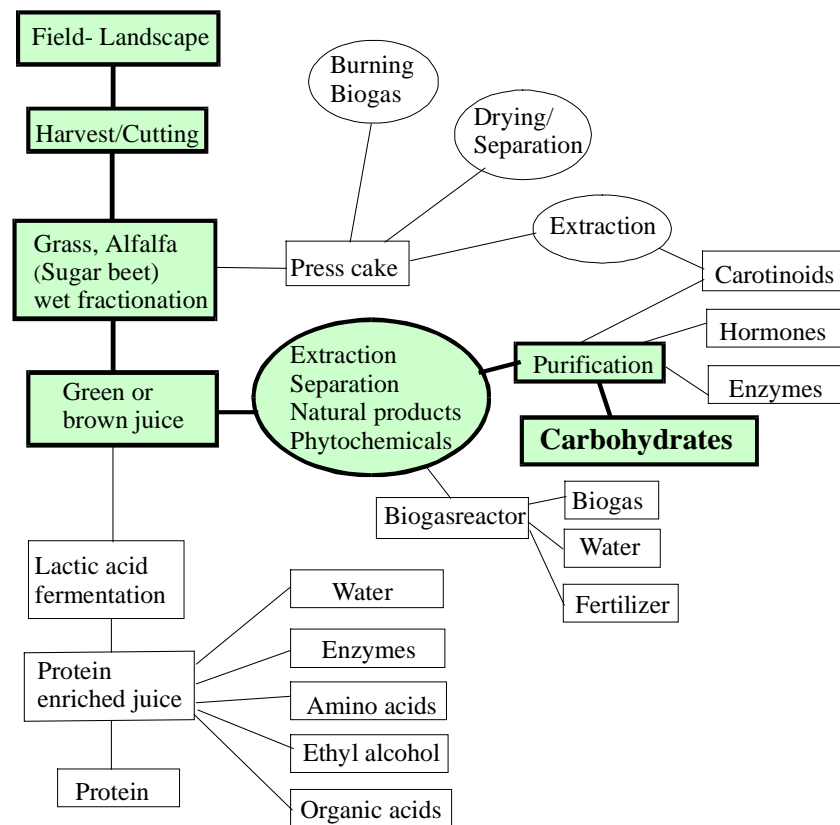 Field- Landscape
Harvest/Cutting
Grass, Alfalfa
(Sugar beet)
wet fractionation
Green or
brown juice
Burning
Biogas
Drying/
Separation
Extraction
Press cake
Carotinoids
Hormones
Enzymes
Purification
Carbohydrates
Extraction
Separation
Natural products
Phytochemicals
Biogasreactor
Biogas
Water
Fertilizer
Lactic acid
fermentation
Protein
enriched juice
Protein
Water
Enzymes
Amino acids
Ethyl alcohol
Organic acids